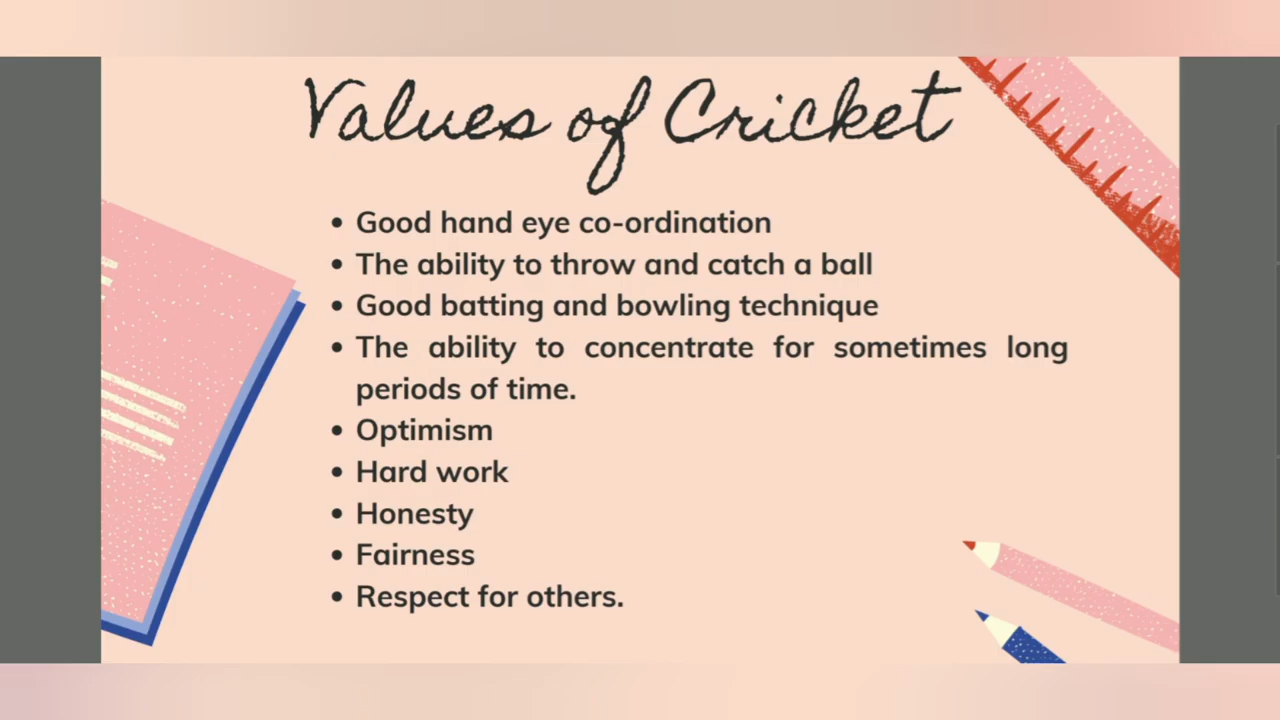 Values of Cricket
• Good hand eye co-ordination
• The ability to throw and catch a ball
• Good batting and bowling technique
• The ability to concentrate for sometimes long
periods of time.
• Optimism
• Hard work
• Honesty
• Fairness
• Respect for others.